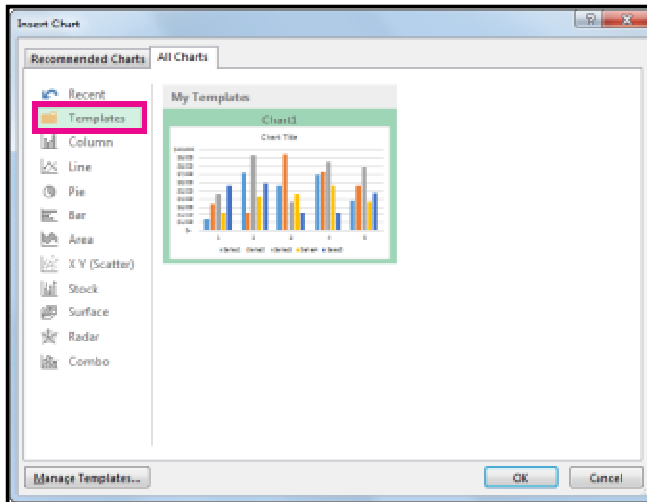 Insert Chart
Recommended Charts
All Charts
Recent
Templates
Column
Line
Pie
Bar
Area
X Y (Scatter)
Stock
Surface
Radar
Combo
My Templates
Chart1
Chart Title
1
Manage Templates...
OK
Cancel